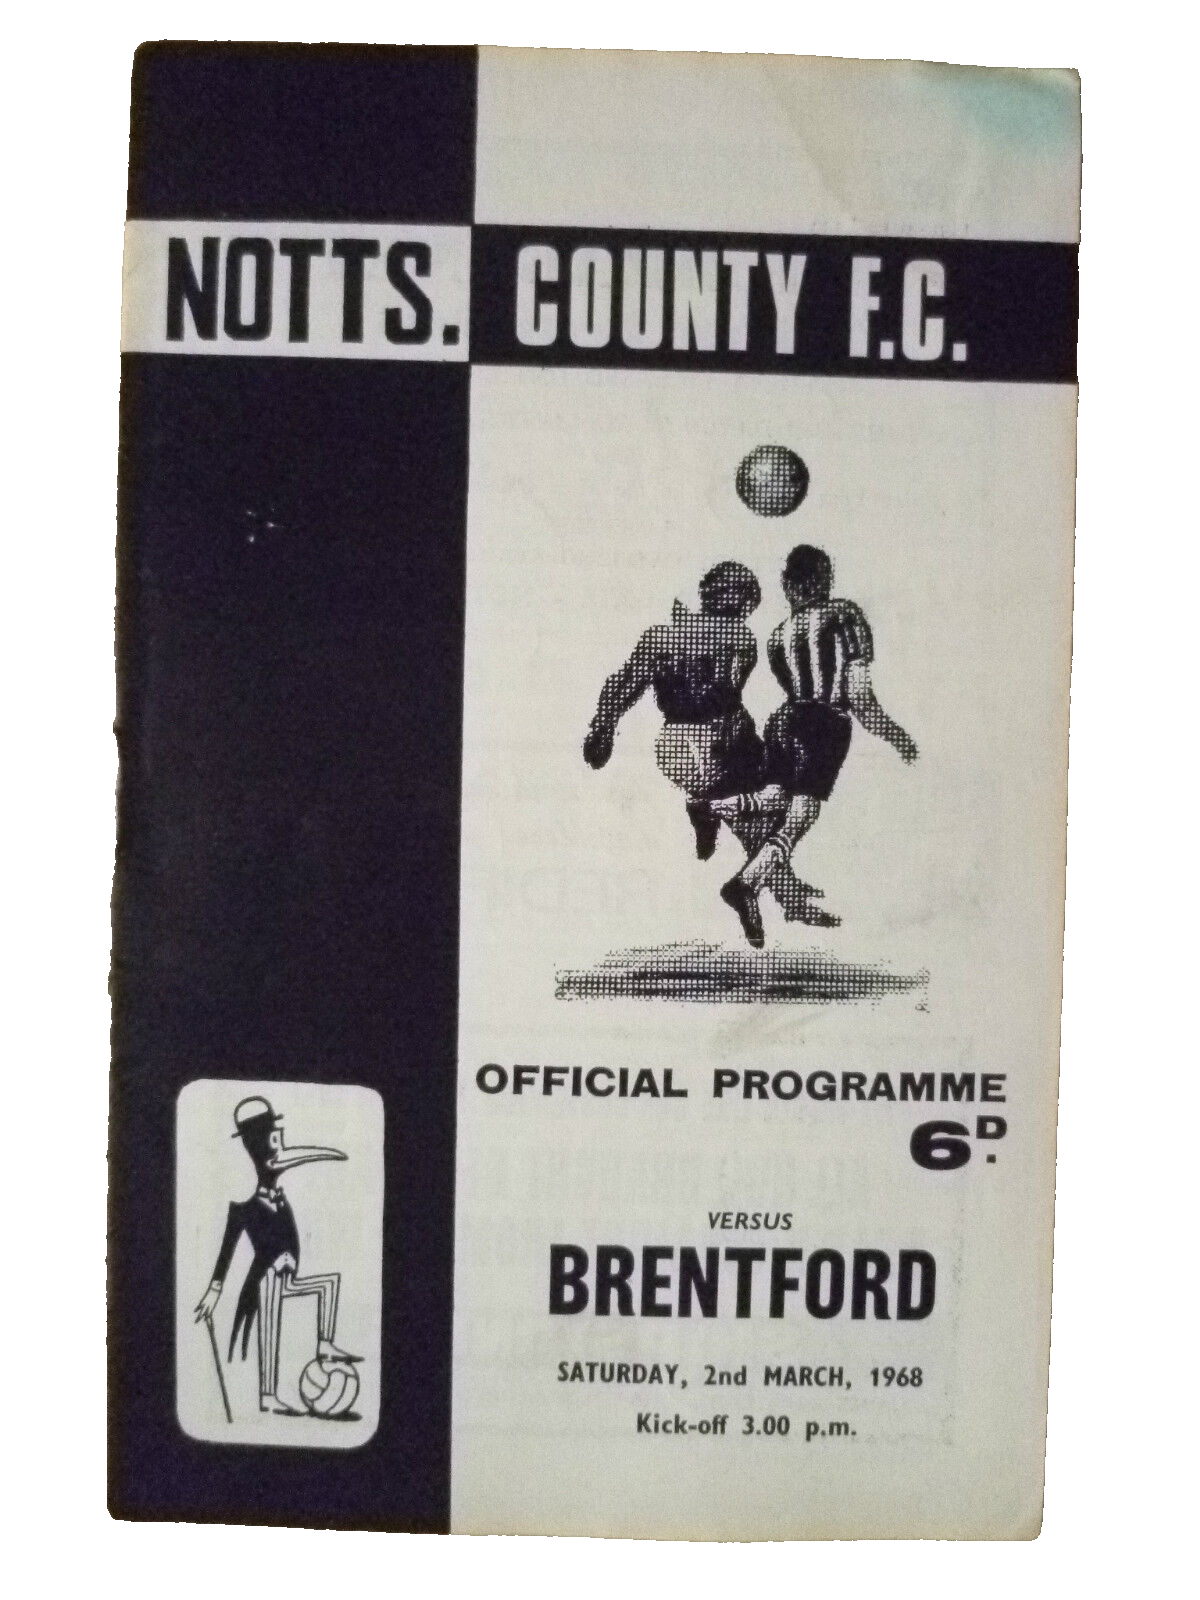 NOTTS. COUNTY F.C.
OFFICIAL PROGRAMME
6D.
VERSUS
BRENTFORD
SATURDAY, 2nd MARCH, 1968
Kick-off 3.00 p.m.